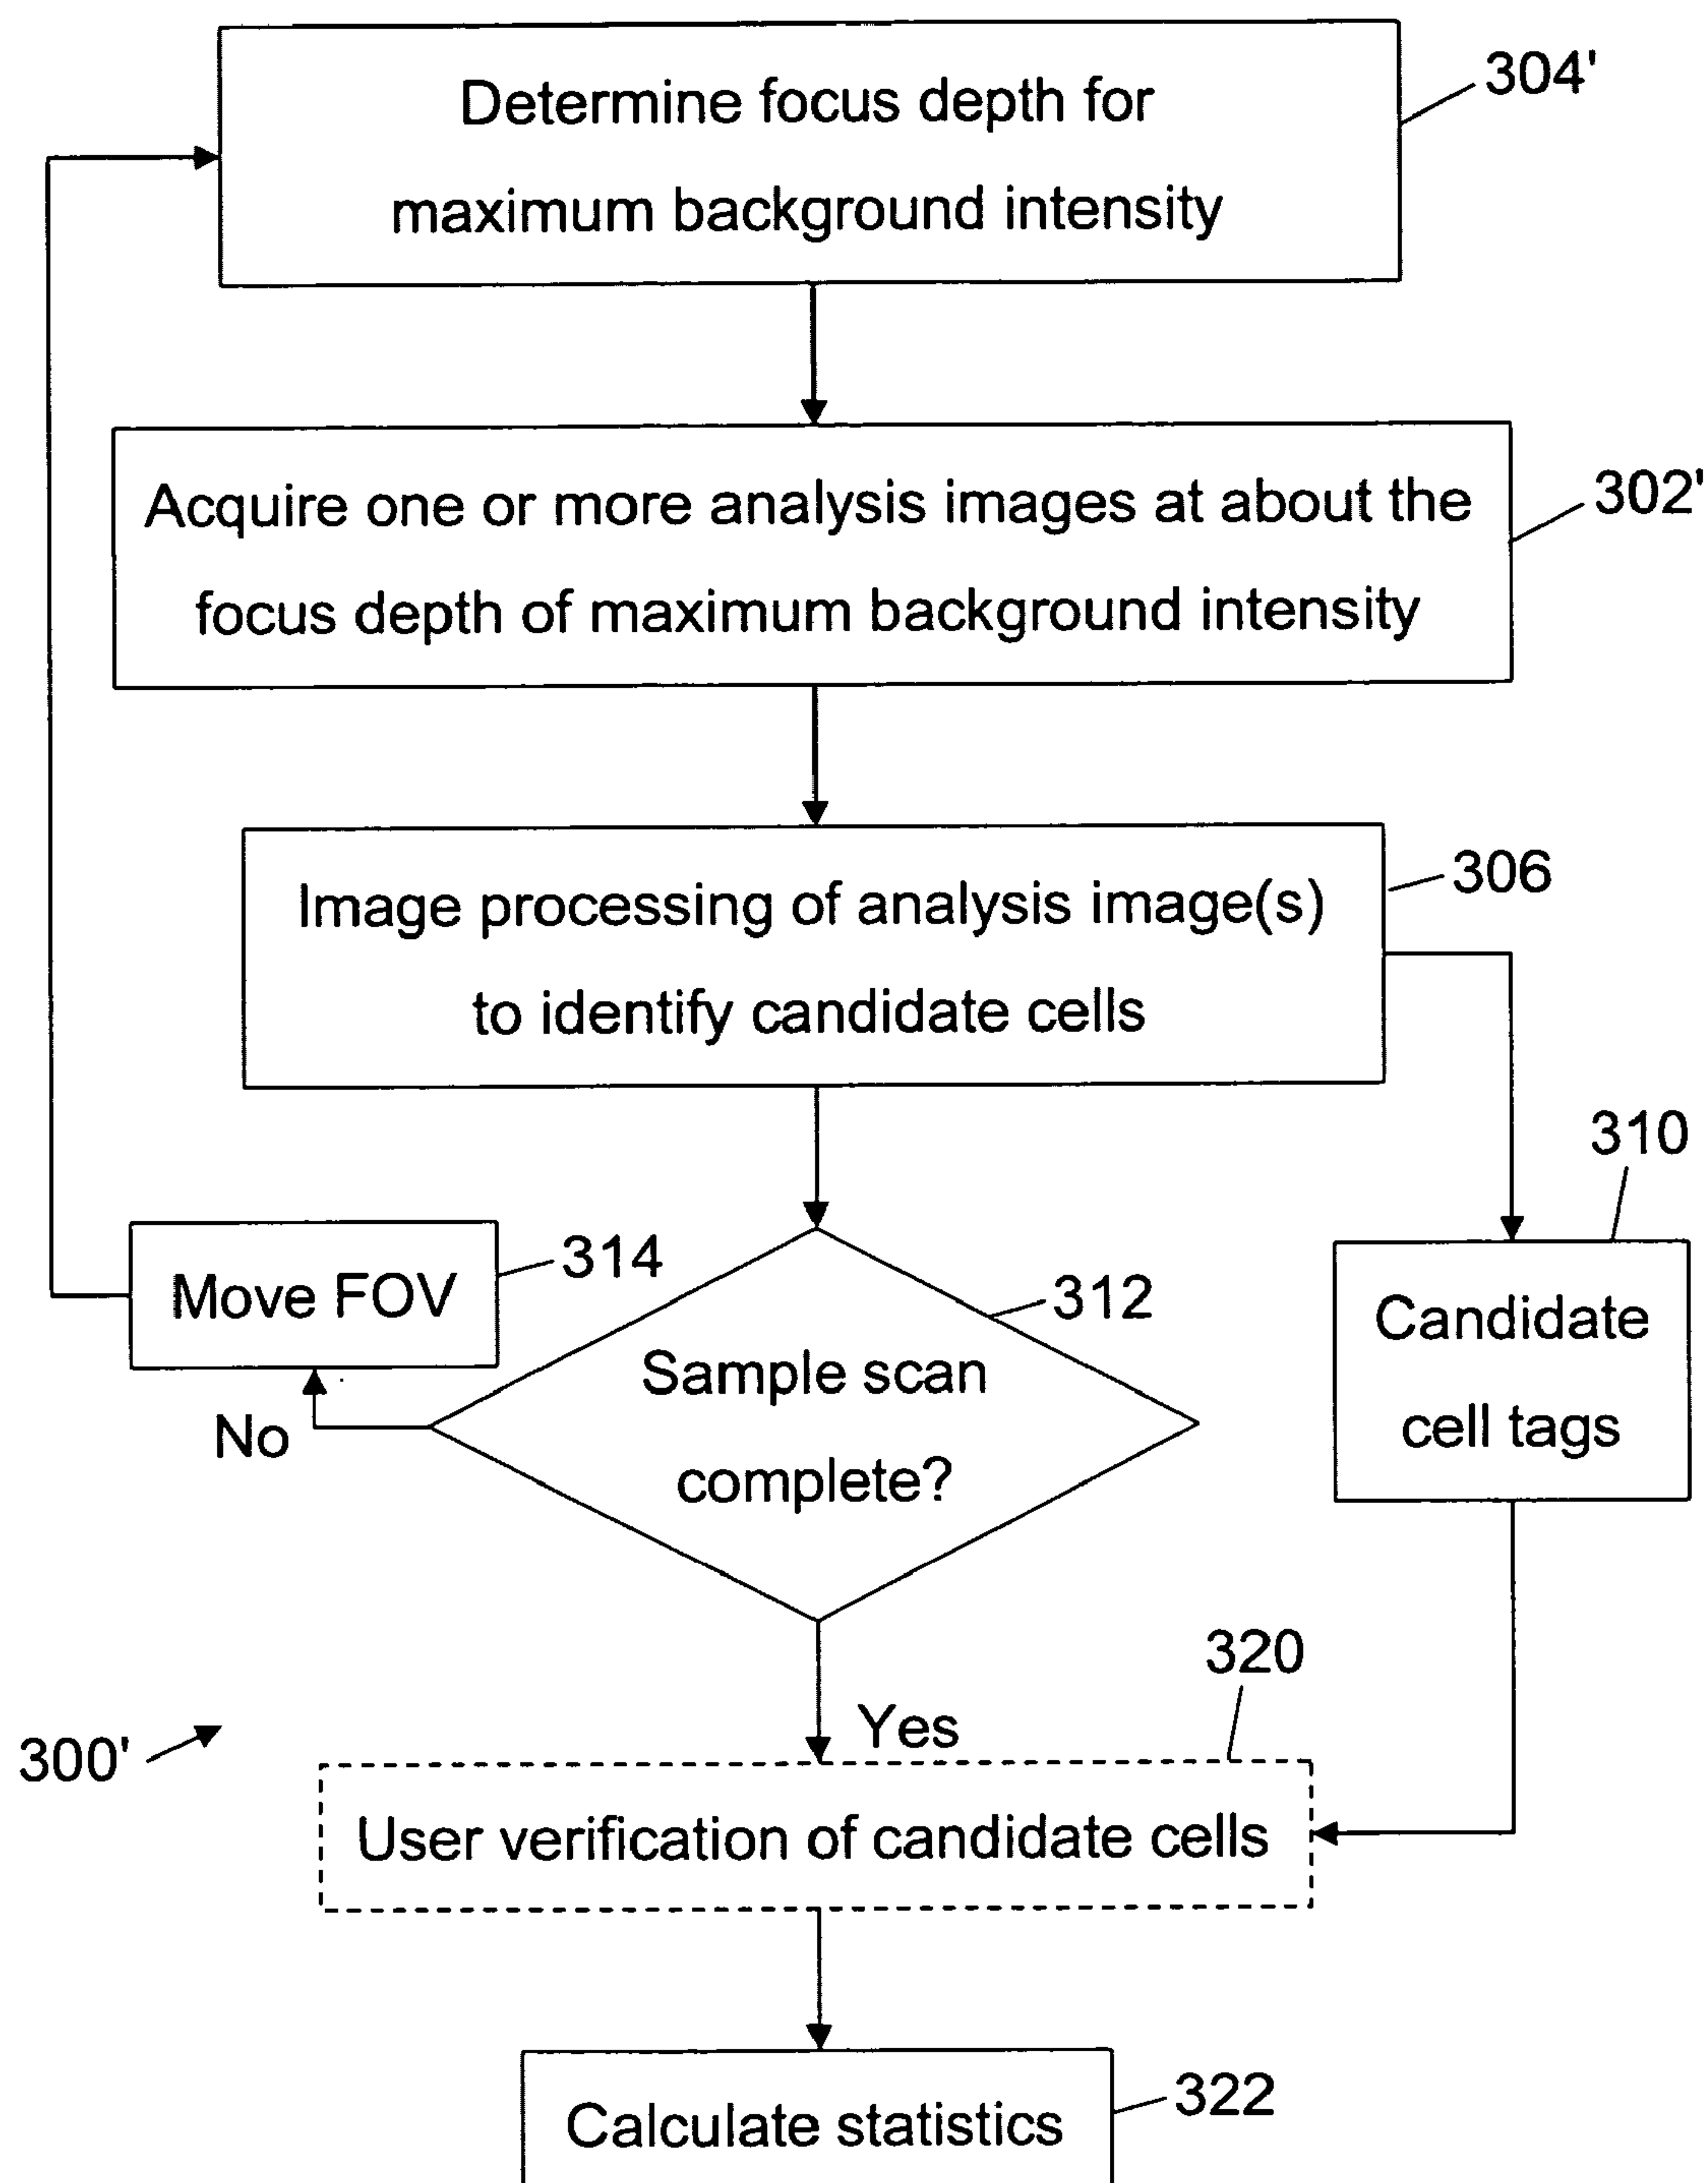 Determine focus depth for
maximum background intensity
304'
Acquire one or more analysis images at about the
focus depth of maximum background intensity
302'
Image processing of analysis image(s)
to identify candidate cells
306
310
Move FOV
314
312
Sample scan
complete?
No
Candidate
cell tags
320
Yes
300'
User verification of candidate cells
Calculate statistics
322